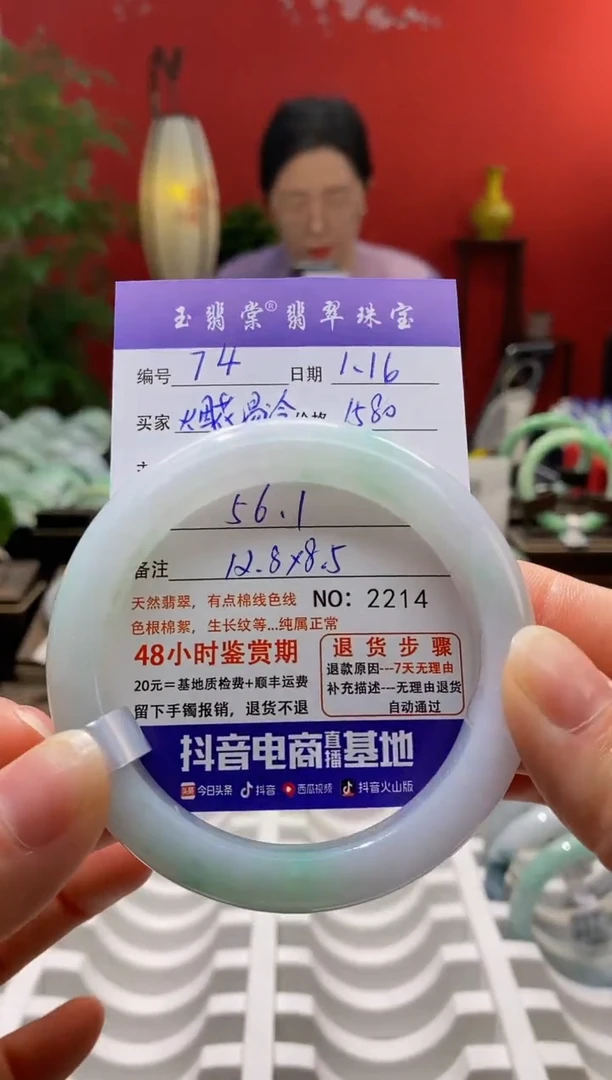 玉翡棠®翡翠珠宝
编号 74 日期 1.16
买家 价格 1580
56.1
备注 12.8×8.5
天然翡翠,有点棉线色线 NO: 2214
色根棉絮,生长纹等...纯属正常
48小时鉴赏期
20元=基地质检费+顺丰运费
留下手镯报销,退货不退
退货步骤
退款原因---7天无理由
补充描述---无理由退货
自动通过
抖音电商直播基地
头条 今日头条 抖音 西瓜视频 抖音火山版